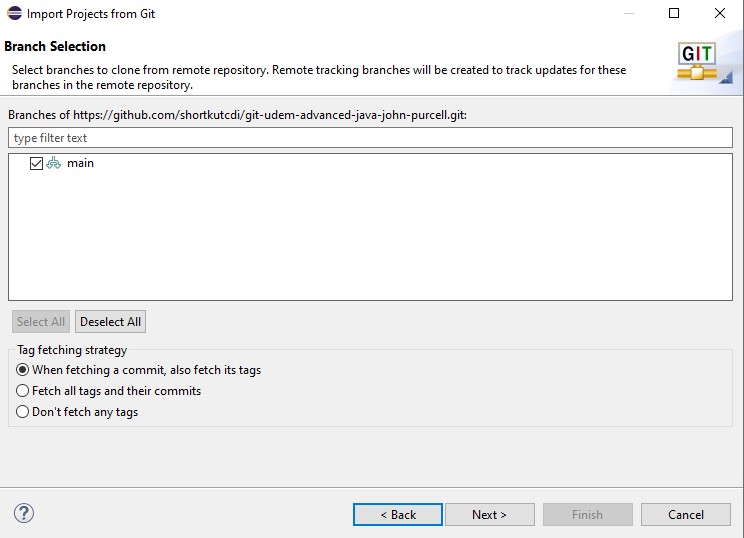 Import Projects from Git
Branch Selection
Select branches to clone from remote repository. Remote tracking branches will be created to track updates for these
branches in the remote repository.
GIT
Branches of https://github.com/shortkutcdi/git-udem-advanced-java-john-purcell.git:
type filter text
main
Select All
Deselect All
Tag fetching strategy
When fetching a commit, also fetch its tags
Fetch all tags and their commits
Don't fetch any tags
?
< Back
Next >
Finish
Cancel